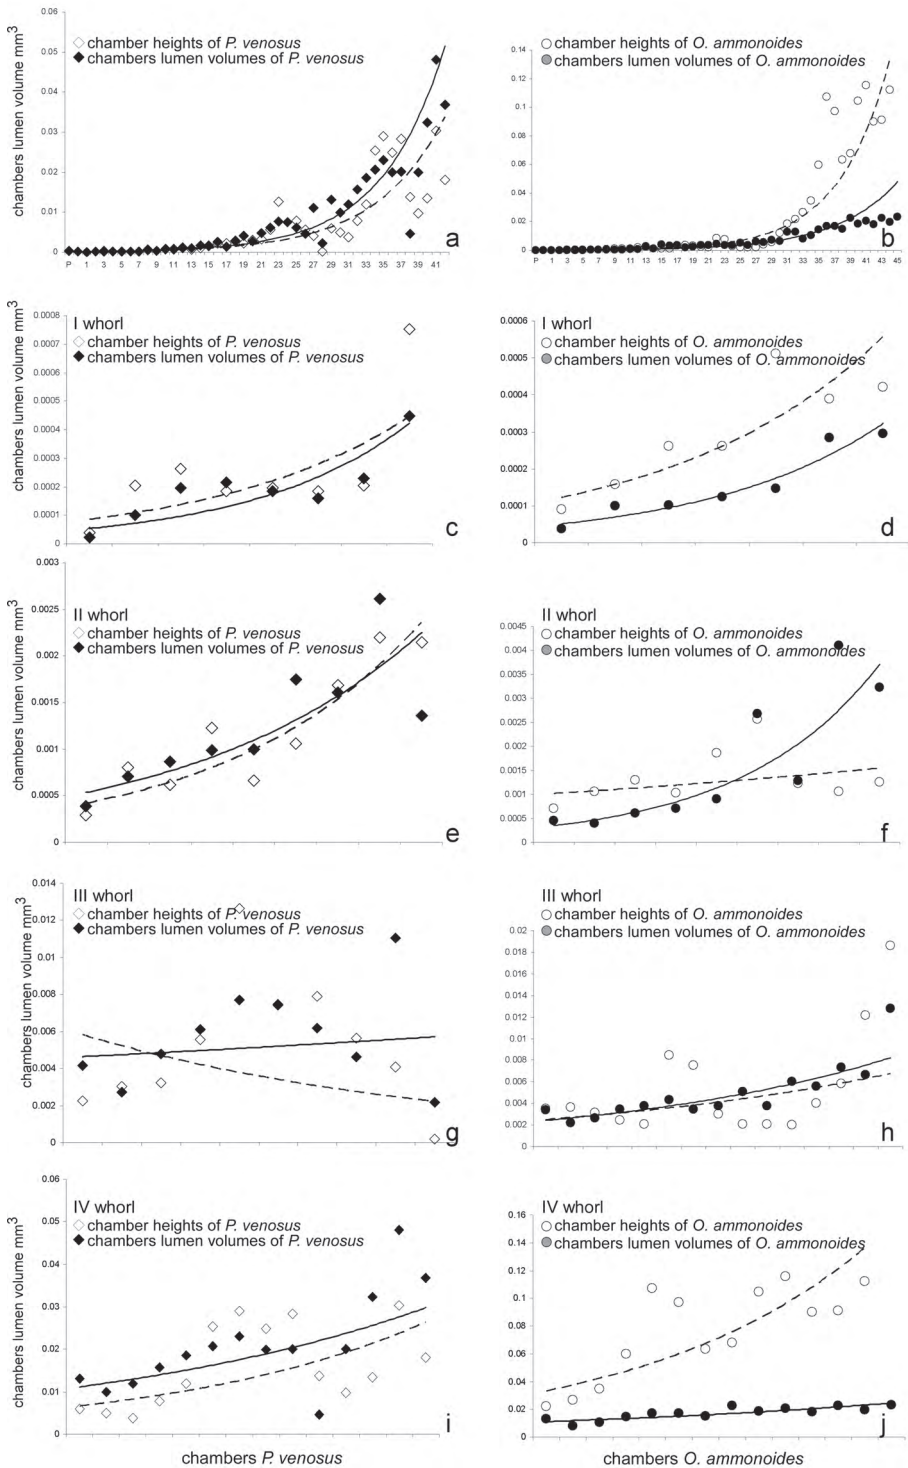 chambers lumen volume mm³
0.06
0.05
0.04
0.03
0.02
0.01
0
chamber heights of P. venosus
chambers lumen volumes of P. venosus
a
P 1 3 5 7 9 11 13 15 17 19 21 23 25 27 29 31 33 35 37 39 41
0.14
0.12
0.1
0.08
0.06
0.04
0.02
0
chamber heights of O. ammonoides
chambers lumen volumes of O. ammonoides
b
P 1 3 5 7 9 11 13 15 17 19 21 23 25 27 29 31 33 35 37 39 41 43 45
chambers lumen volume mm³
0.0008
0.0007
0.0006
0.0005
0.0004
0.0003
0.0002
0.0001
0
I whorl
chamber heights of P. venosus
chambers lumen volumes of P. venosus
c
0.0006
0.0005
0.0004
0.0003
0.0002
0.0001
0
I whorl
chamber heights of O. ammonoides
chambers lumen volumes of O. ammonoides
d
chambers lumen volume mm³
0.003
0.0025
0.002
0.0015
0.001
0.0005
0
II whorl
chamber heights of P. venosus
chambers lumen volumes of P. venosus
e
0.0045
0.004
0.0035
0.003
0.0025
0.002
0.0015
0.001
0.0005
0
II whorl
chamber heights of O. ammonoides
chambers lumen volumes of O. ammonoides
f
chambers lumen volume mm³
0.014
0.012
0.01
0.008
0.006
0.004
0.002
0
III whorl
chamber heights of P. venosus
chambers lumen volumes of P. venosus
g
0.02
0.018
0.016
0.014
0.012
0.01
0.008
0.006
0.004
0.002
0
III whorl
chamber heights of O. ammonoides
chambers lumen volumes of O. ammonoides
h
chambers lumen volume mm³
0.06
0.05
0.04
0.03
0.02
0.01
0
IV whorl
chamber heights of P. venosus
chambers lumen volumes of P. venosus
i
chambers P. venosus
0.16
0.14
0.12
0.1
0.08
0.06
0.04
0.02
0
IV whorl
chamber heights of O. ammonoides
chambers lumen volumes of O. ammonoides
j
chambers O. ammonoides